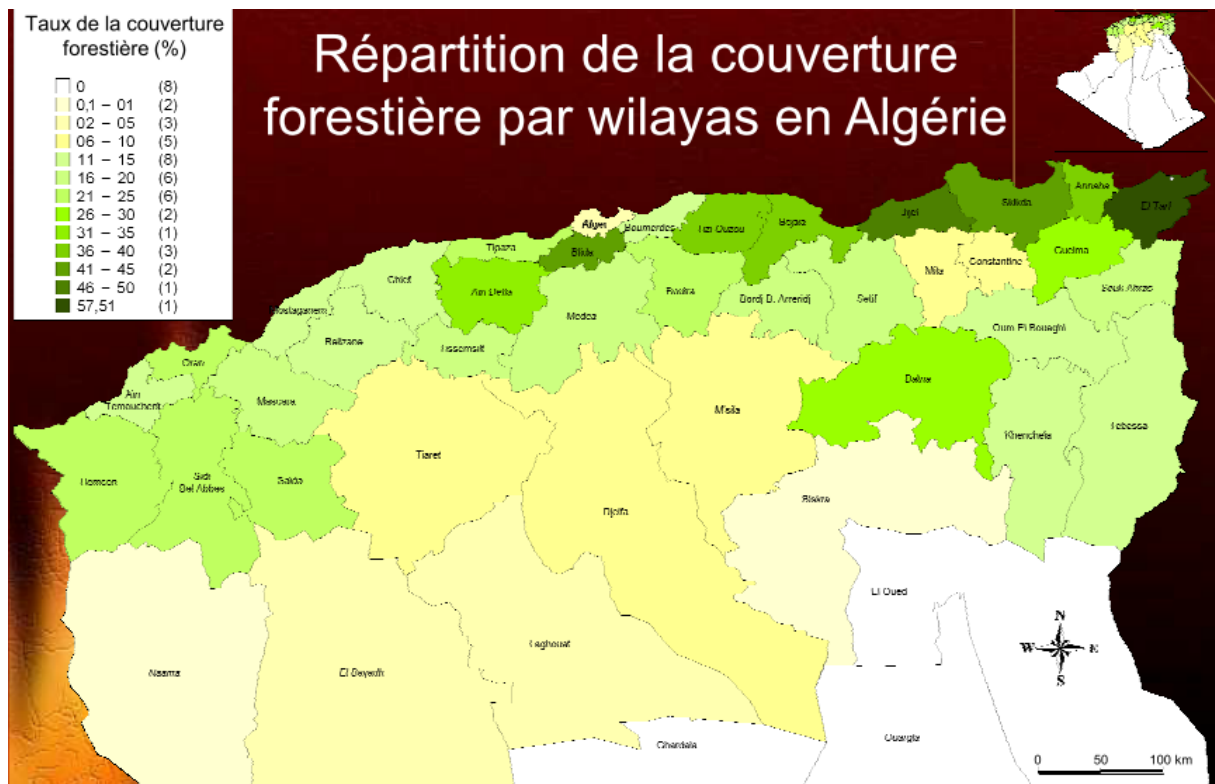 Taux de la couverture
forestière (%)
0 (8)
0,1 – 01 (2)
02 – 05 (3)
06 – 10 (5)
11 – 15 (8)
16 – 20 (6)
21 – 25 (6)
26 – 30 (2)
31 – 35 (1)
36 – 40 (3)
41 – 45 (2)
46 – 50 (1)
57,51 (1)
Répartition de la couverture
forestière par wilayas en Algérie
Annaba
Skikda
El Tarf
Jijel
Alger
Boumerdes
Tizi Ouzou
Bejaia
Guelma
Tipaza
Blida
Mila
Constantine
Chlef
Ain Defla
Souk Ahras
Medea
Bouira
Bordj B. Arreridj
Setif
Mostaganem
Oum El Bouaghi
Relizane
Tissemsilt
Oran
Batna
Ain
Temouchent
Mascara
M'sila
Khenchela
Tebessa
Tiaret
Tlemcen
Sidi
Bel Abbes
Saida
Biskra
Djelfa
El Oued
N
W E
S
Laghouat
Naama
El Bayadh
Ouargla
Ghardaia
0 50 100 km